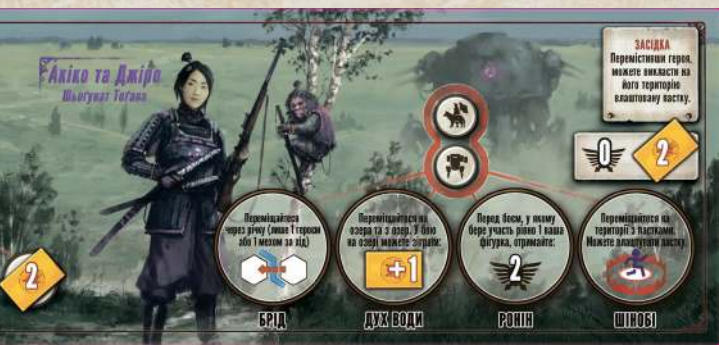 Акіко та Джіро
Шьоґунат Тоґава
ЗАСІДКА
Перемістивши героя,
можете викласти на
його територію
влаштовану пастку.
0
2
Переміщайтеся
через річку (лише 1 героєм
або 1 мехом за хід)
Переміщайтеся на
озера та з озер. У бою
на озері можете зіграти:
+1
Перед боєм, у якому
бере участь рівно 1 ваша
фігурка, отримайте:
2
Переміщайтеся на
території з пастками.
Можете влаштувати пастку.
2
БРІД
ДУХ ВОДИ
РОНІН
ШІНОБІ